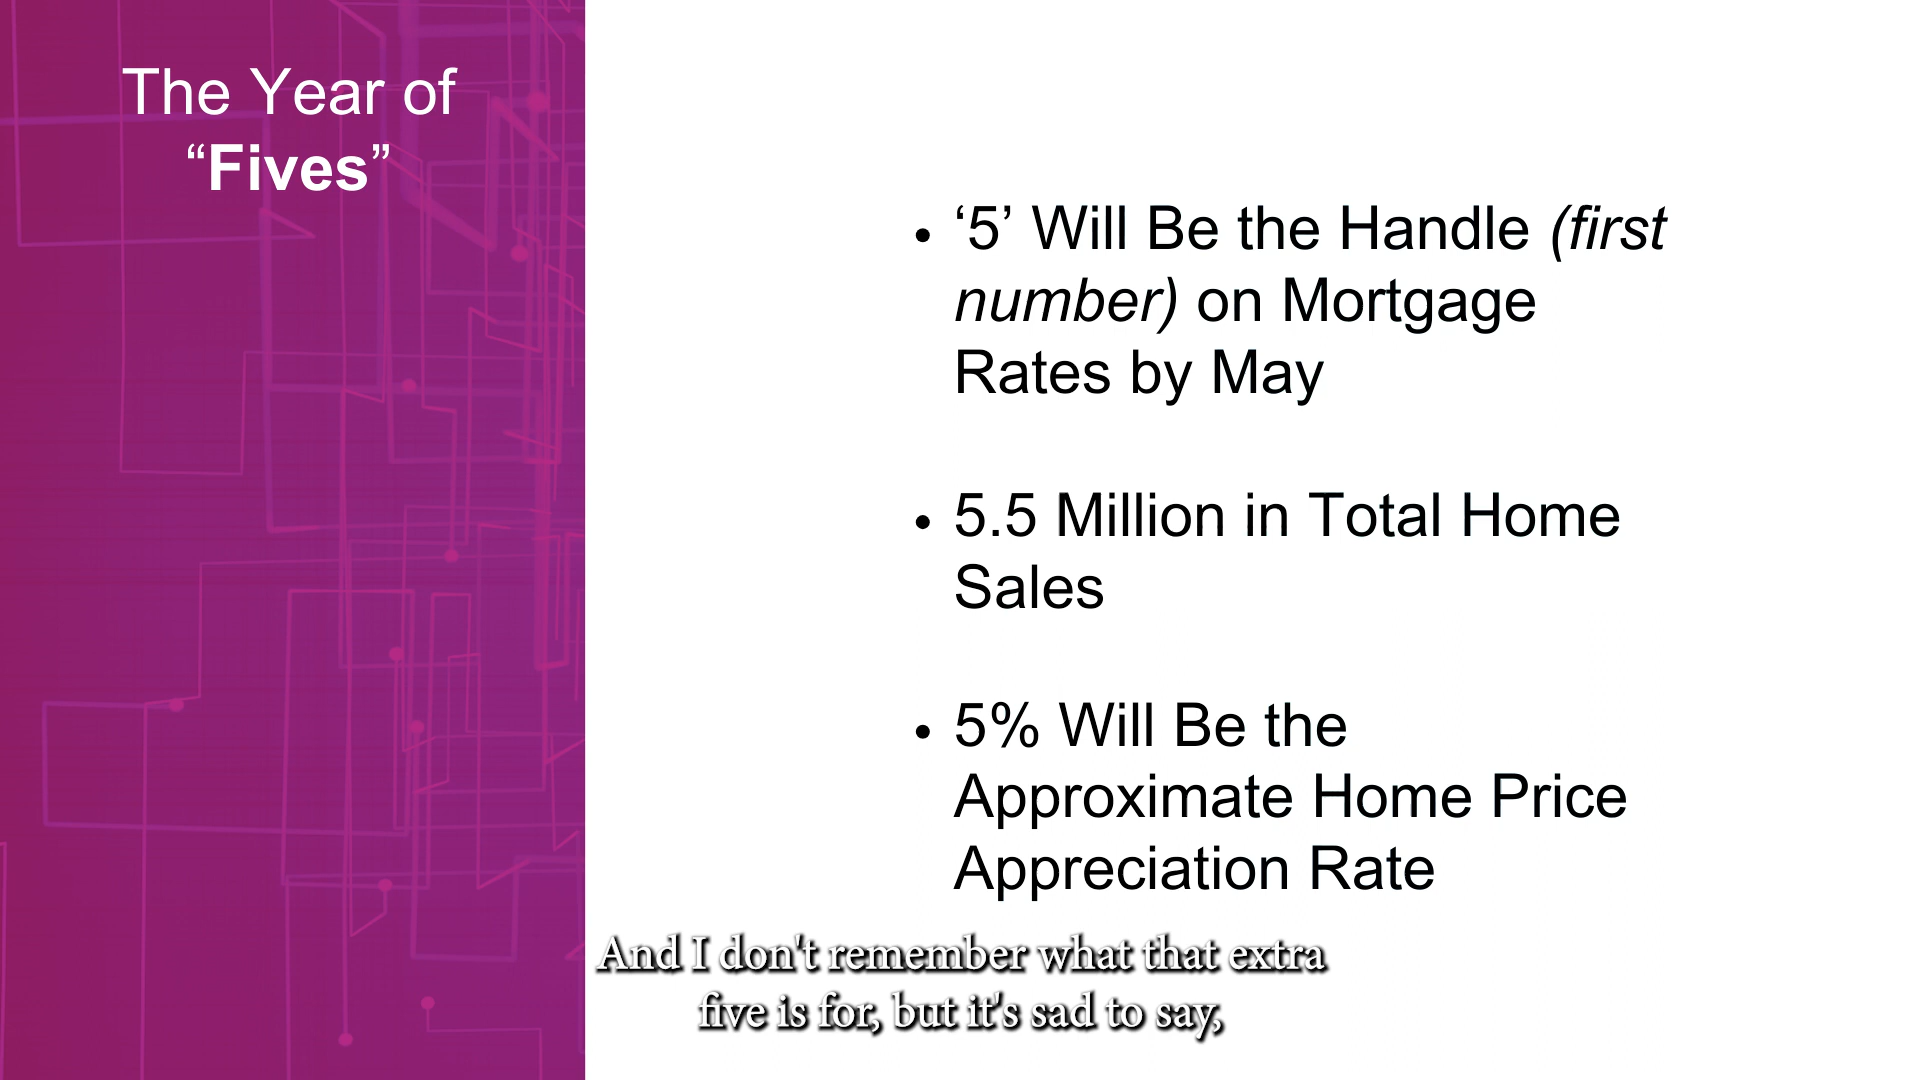 The Year of
“Fives”
• ‘5’ Will Be the Handle (first
number) on Mortgage
Rates by May
• 5.5 Million in Total Home
Sales
• 5% Will Be the
Approximate Home Price
Appreciation Rate
And I don't remember what that extra
five is for, but it's sad to say,